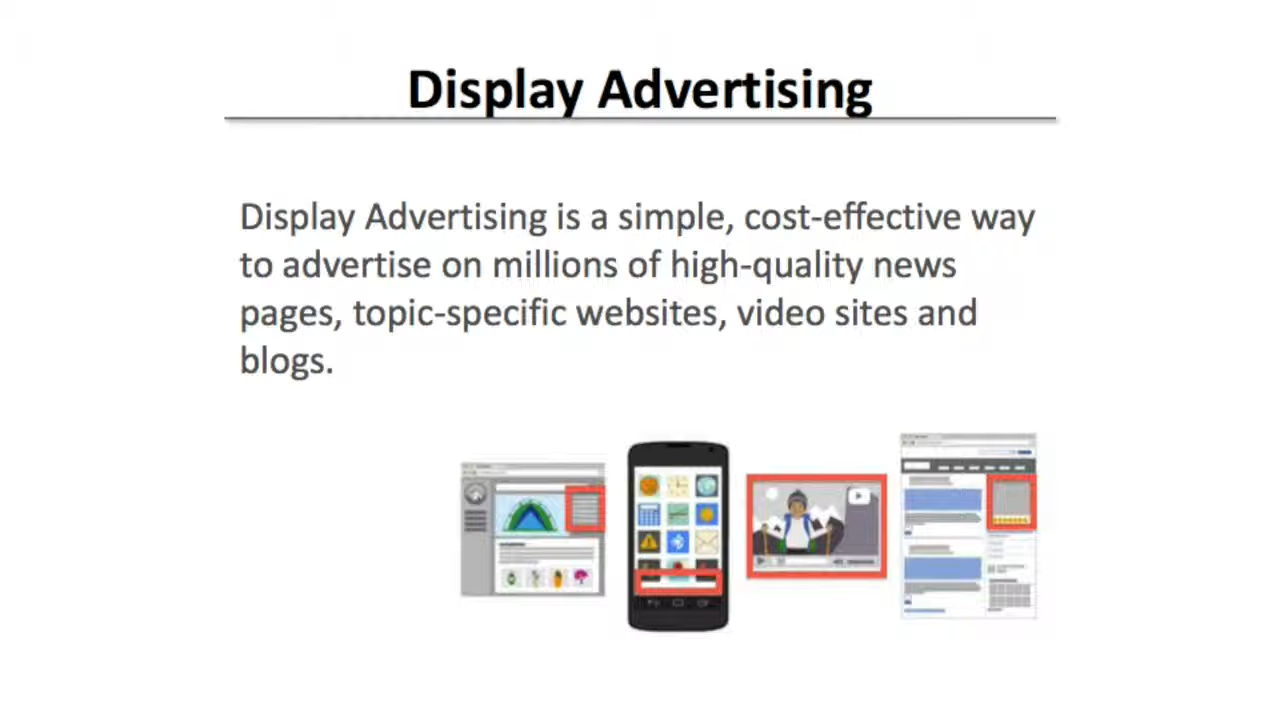 Display Advertising
Display Advertising is a simple, cost-effective way
to advertise on millions of high-quality news
pages, topic-specific websites, video sites and
blogs.